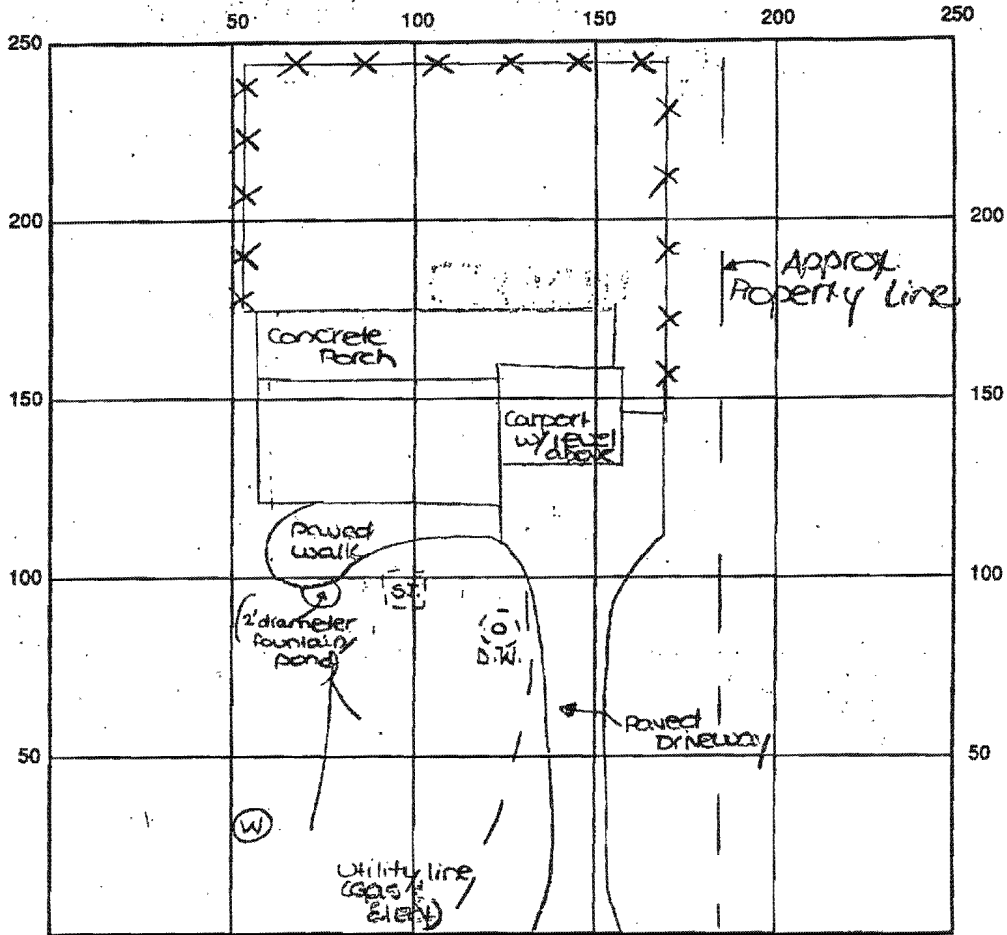 50 100 150 200 250
250
200 200
Approx.
Property Line
Concrete
Porch
150 150
Carport
w/level
above
Paved
walk
100 100
S.T.
2' diameter
fountain/
pond
D.W.
Paved
Driveway
50 50
W
Utility line
(Gas/
Elect)